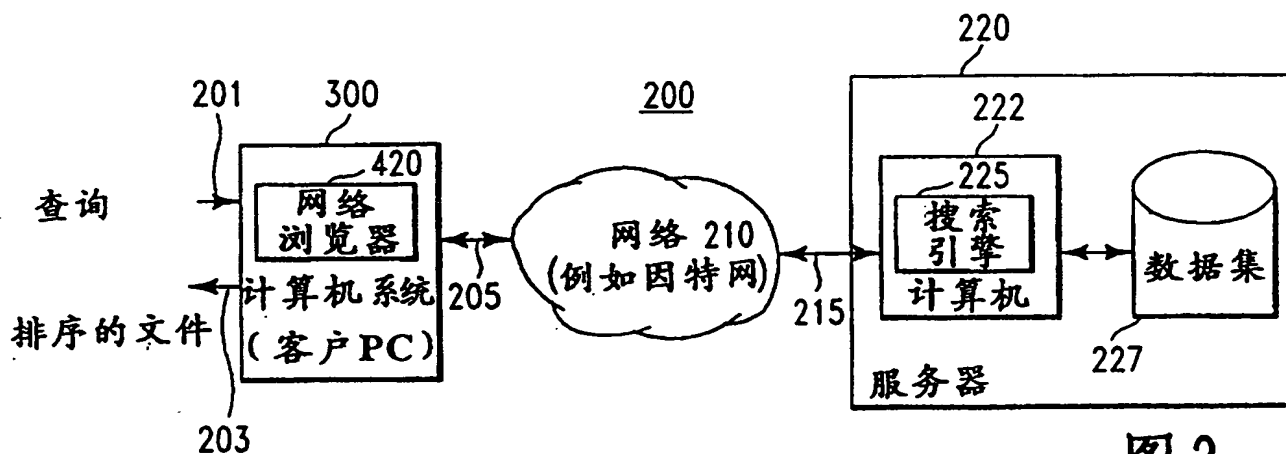 220
201
300
200
222
420
225
查询
网络
浏览器
网络 210
(例如因特网)
搜索
引擎
计算机
数据集
计算机系统
(客户PC)
205
215
排序的文件
227
服务器
203
图 2